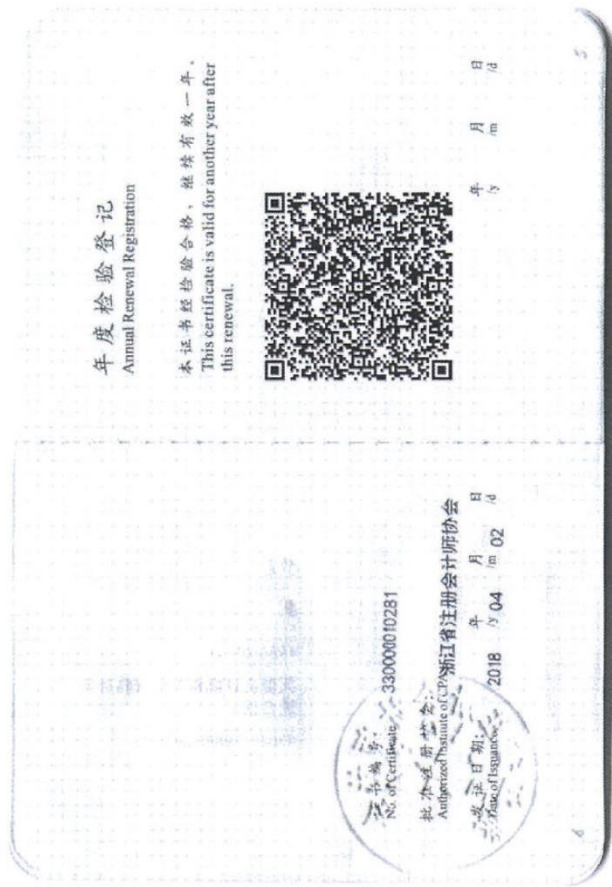 证书编号:
No. of Certificate
330000010281
批准注册协会:
Authorized Institute of CPAs
浙江省注册会计师协会
发证日期:
Date of Issuance
2018 年 04 月 02 日
/y /m /d
年度检验登记
Annual Renewal Registration
本证书经检验合格，继续有效一年。
This certificate is valid for another year after
this renewal.
年 月 日
/y /m /d
5